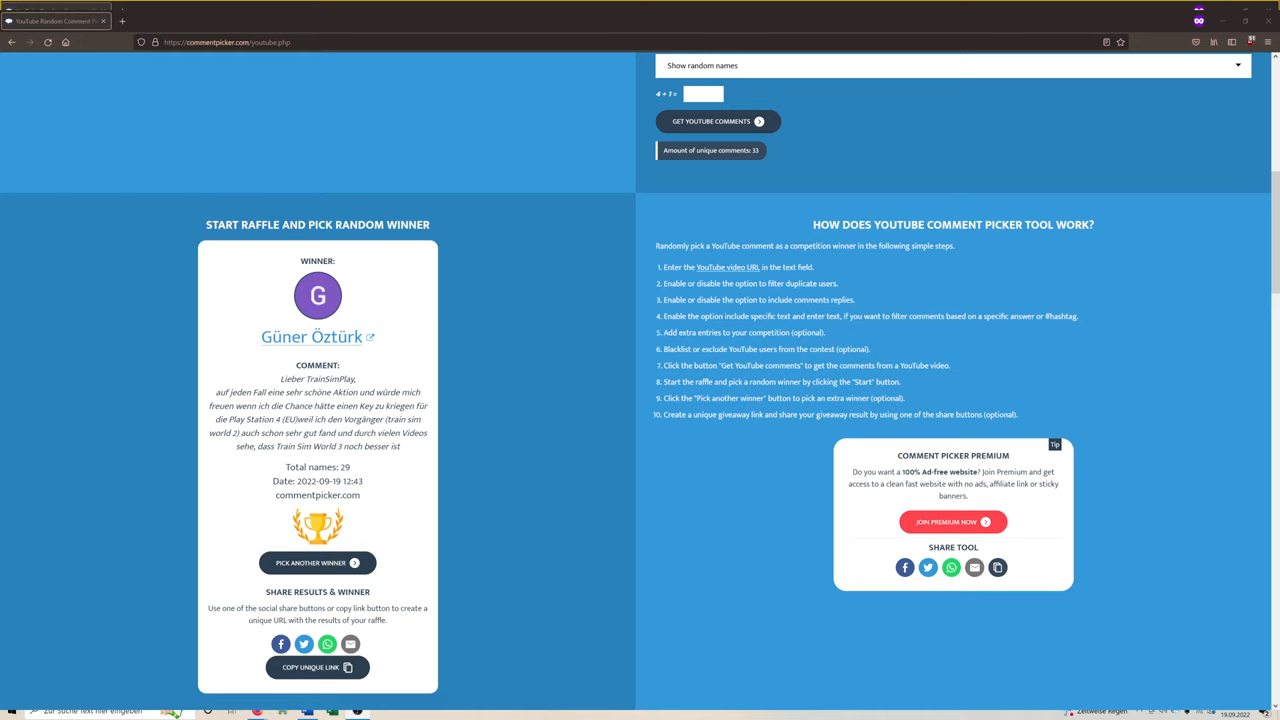 YouTube Random Comment P
https://commentpicker.com/youtube.php
Show random names
4 + 1 =
GET YOUTUBE COMMENTS
Amount of unique comments: 33
START RAFFLE AND PICK RANDOM WINNER
WINNER:
G
Güner Öztürk
COMMENT:
Lieber TrainSimPlay,
auf jeden Fall eine sehr schöne Aktion und würde mich
freuen wenn ich die Chance hätte einen Key zu kriegen für
die Play Station 4 (EU)weil ich den Vorgänger (train sim
world 2) auch schon sehr gut fand und durch vielen Videos
sehe, dass Train Sim World 3 noch besser ist
Total names: 29
Date: 2022-09-19 12:43
commentpicker.com
PICK ANOTHER WINNER
SHARE RESULTS & WINNER
Use one of the social share buttons or copy link button to create a
unique URL with the results of your raffle.
COPY UNIQUE LINK
HOW DOES YOUTUBE COMMENT PICKER TOOL WORK?
Randomly pick a YouTube comment as a competition winner in the following simple steps.
1. Enter the YouTube video URL in the text field.
2. Enable or disable the option to filter duplicate users.
3. Enable or disable the option to include comments replies.
4. Enable the option include specific text and enter text, if you want to filter comments based on a specific answer or #hashtag.
5. Add extra entries to your competition (optional).
6. Blacklist or exclude YouTube users from the contest (optional).
7. Click the button "Get YouTube comments" to get the comments from a YouTube video.
8. Start the raffle and pick a random winner by clicking the "Start" button.
9. Click the "Pick another winner" button to pick an extra winner (optional).
10. Create a unique giveaway link and share your giveaway result by using one of the share buttons (optional).
Tip
COMMENT PICKER PREMIUM
Do you want a 100% Ad-free website? Join Premium and get
access to a clean fast website with no ads, affiliate link or sticky
banners.
JOIN PREMIUM NOW
SHARE TOOL
Zur Suche Text hier eingeben
Zeitweise Regen
19.09.2022